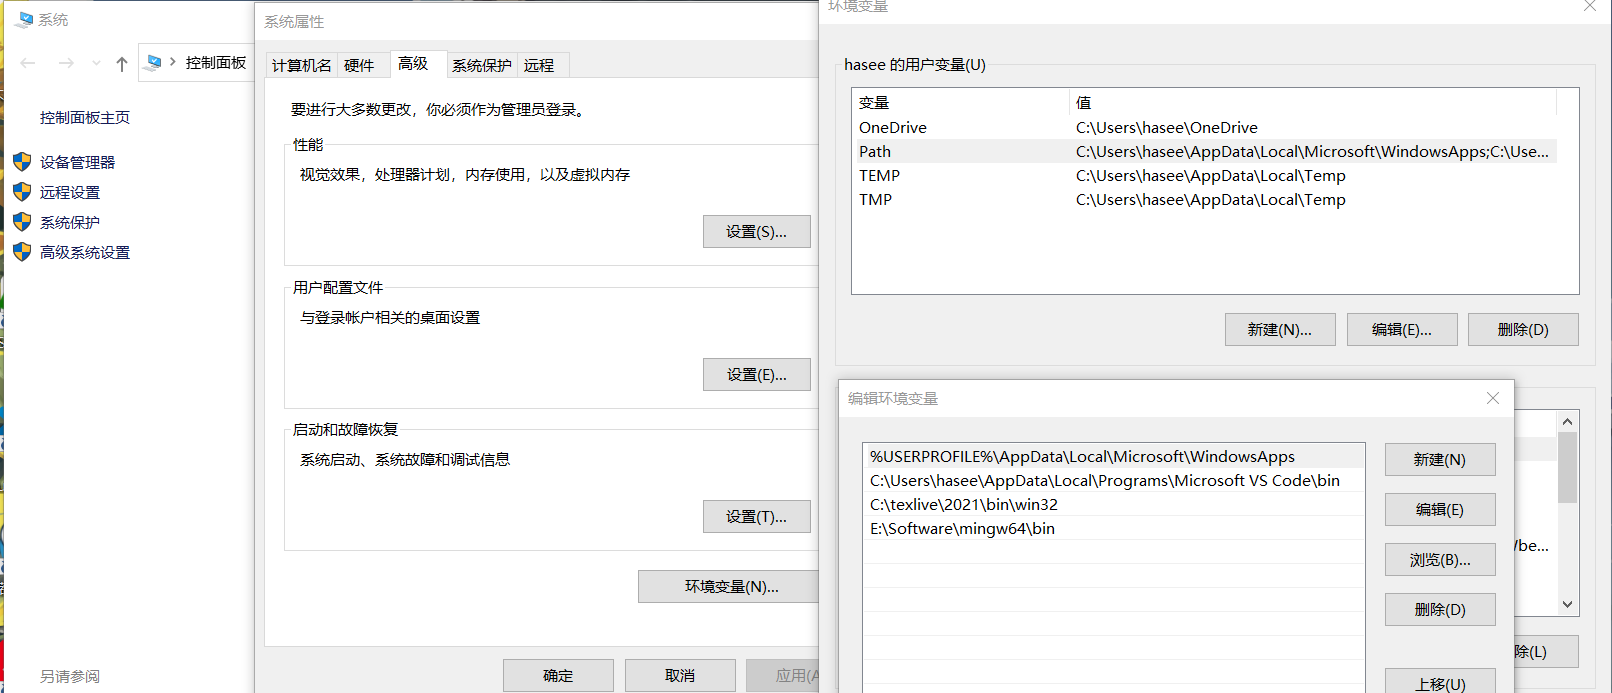 系统
控制面板
控制面板主页
设备管理器
远程设置
系统保护
高级系统设置
另请参阅
系统属性
计算机名 硬件 高级 系统保护 远程
要进行大多数更改，你必须作为管理员登录。
性能
视觉效果，处理器计划，内存使用，以及虚拟内存
设置(S)...
用户配置文件
与登录帐户相关的桌面设置
设置(E)...
启动和故障恢复
系统启动、系统故障和调试信息
设置(T)...
环境变量(N)...
确定 取消 应用(A
环境变量
hasee 的用户变量(U)
变量 值
OneDrive C:\Users\hasee\OneDrive
Path C:\Users\hasee\AppData\Local\Microsoft\WindowsApps;C:\Use...
TEMP C:\Users\hasee\AppData\Local\Temp
TMP C:\Users\hasee\AppData\Local\Temp
新建(N)... 编辑(E)... 删除(D)
编辑环境变量
%USERPROFILE%\AppData\Local\Microsoft\WindowsApps
C:\Users\hasee\AppData\Local\Programs\Microsoft VS Code\bin
C:\texlive\2021\bin\win32
E:\Software\mingw64\bin
新建(N)
编辑(E)
浏览(B)...
删除(D)
上移(U)
be...
除(L)